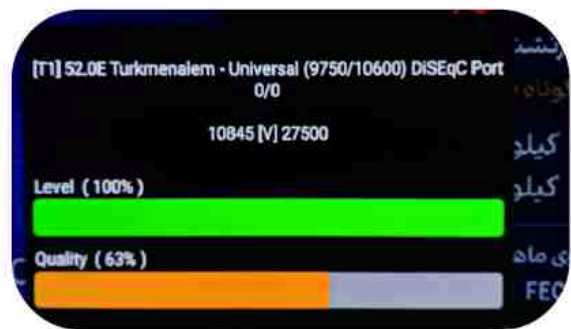 [T1] 52.0E Turkmenalem - Universal (9750/10600) DiSEqC Port
0/0
10845 [V] 27500
Level ( 100% )
Quality ( 63% )
کیلو
کیلو
FEC